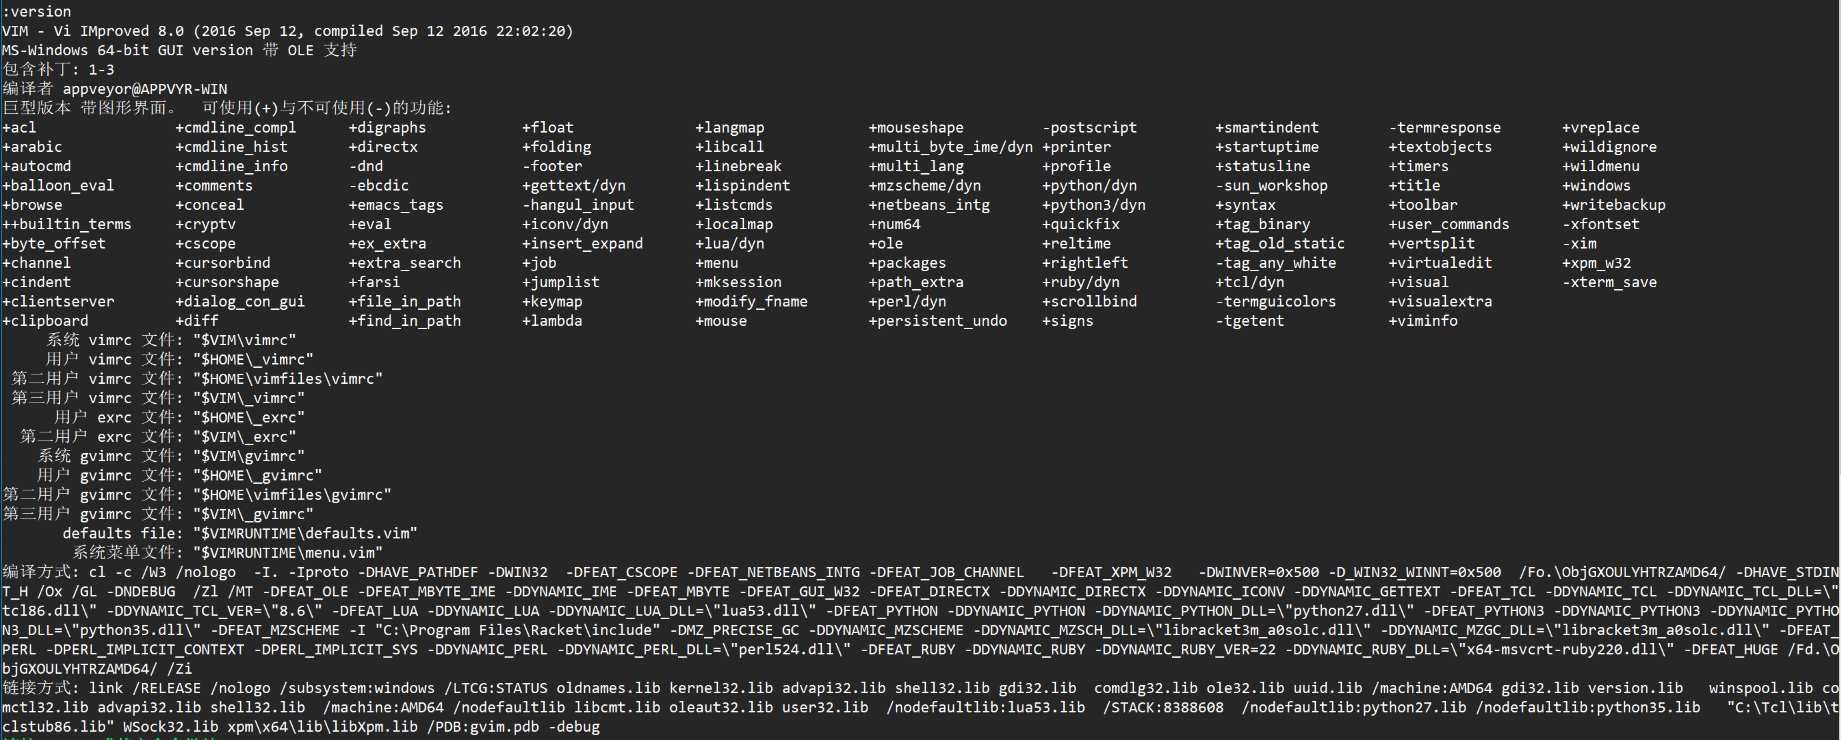 :version
VIM - Vi IMproved 8.0 (2016 Sep 12, compiled Sep 12 2016 22:02:20)
MS-Windows 64-bit GUI version 带 OLE 支持
包含补丁: 1-3
编译者 appveyor@APPVYR-WIN
巨型版本 带图形界面。  可使用(+)与不可使用(-)的功能:
+acl +cmdline_compl +digraphs +float +langmap +mouseshape -postscript +smartindent -termresponse +vreplace
+arabic +cmdline_hist +directx +folding +libcall +multi_byte_ime/dyn +printer +startuptime +textobjects +wildignore
+autocmd +cmdline_info -dnd -footer +linebreak +multi_lang +profile +statusline +timers +wildmenu
+balloon_eval +comments -ebcdic +gettext/dyn +lispindent +mzscheme/dyn +python/dyn -sun_workshop +title +windows
+browse +conceal +emacs_tags -hangul_input +listcmds +netbeans_intg +python3/dyn +syntax +toolbar +writebackup
++builtin_terms +cryptv +eval +iconv/dyn +localmap +num64 +quickfix +tag_binary +user_commands -xfontset
+byte_offset +cscope +ex_extra +insert_expand +lua/dyn +ole +reltime +tag_old_static +vertsplit -xim
+channel +cursorbind +extra_search +job +menu +packages +rightleft -tag_any_white +virtualedit +xpm_w32
+cindent +cursorshape +farsi +jumplist +mksession +path_extra +ruby/dyn +tcl/dyn +visual -xterm_save
+clientserver +dialog_con_gui +file_in_path +keymap +modify_fname +perl/dyn +scrollbind -termguicolors +visualextra
+clipboard +diff +find_in_path +lambda +mouse +persistent_undo +signs -tgetent +viminfo
系统 vimrc 文件: "$VIM\vimrc"
用户 vimrc 文件: "$HOME\_vimrc"
第二用户 vimrc 文件: "$HOME\vimfiles\vimrc"
第三用户 vimrc 文件: "$VIM\_vimrc"
用户 exrc 文件: "$HOME\_exrc"
第二用户 exrc 文件: "$VIM\_exrc"
系统 gvimrc 文件: "$VIM\gvimrc"
用户 gvimrc 文件: "$HOME\_gvimrc"
第二用户 gvimrc 文件: "$HOME\vimfiles\gvimrc"
第三用户 gvimrc 文件: "$VIM\_gvimrc"
defaults file: "$VIMRUNTIME\defaults.vim"
系统菜单文件: "$VIMRUNTIME\menu.vim"
编译方式: cl -c /W3 /nologo  -I. -Iproto -DHAVE_PATHDEF -DWIN32  -DFEAT_CSCOPE -DFEAT_NETBEANS_INTG -DFEAT_JOB_CHANNEL   -DFEAT_XPM_W32   -DWINVER=0x500 -D_WIN32_WINNT=0x500  /Fo.\ObjGXOULYHTRZAMD64/ -DHAVE_STDIN
T_H /Ox /GL -DNDEBUG  /Zl /MT -DFEAT_OLE -DFEAT_MBYTE_IME -DDYNAMIC_IME -DFEAT_MBYTE -DFEAT_GUI_W32 -DFEAT_DIRECTX -DDYNAMIC_DIRECTX -DDYNAMIC_ICONV -DDYNAMIC_GETTEXT -DFEAT_TCL -DDYNAMIC_TCL -DDYNAMIC_TCL_DLL=\"
tcl86.dll\" -DDYNAMIC_TCL_VER=\"8.6\" -DFEAT_LUA -DDYNAMIC_LUA -DDYNAMIC_LUA_DLL=\"lua53.dll\" -DFEAT_PYTHON -DDYNAMIC_PYTHON -DDYNAMIC_PYTHON_DLL=\"python27.dll\" -DFEAT_PYTHON3 -DDYNAMIC_PYTHON3 -DDYNAMIC_PYTHO
N3_DLL=\"python35.dll\" -DFEAT_MZSCHEME -I "C:\Program Files\Racket\include" -DMZ_PRECISE_GC -DDYNAMIC_MZSCHEME -DDYNAMIC_MZSCH_DLL=\"libracket3m_a0solc.dll\" -DDYNAMIC_MZGC_DLL=\"libracket3m_a0solc.dll\" -DFEAT_
PERL -DPERL_IMPLICIT_CONTEXT -DPERL_IMPLICIT_SYS -DDYNAMIC_PERL -DDYNAMIC_PERL_DLL=\"perl524.dll\" -DFEAT_RUBY -DDYNAMIC_RUBY -DDYNAMIC_RUBY_VER=22 -DDYNAMIC_RUBY_DLL=\"x64-msvcrt-ruby220.dll\" -DFEAT_HUGE /Fd.\O
bjGXOULYHTRZAMD64/ /Zi
链接方式: link /RELEASE /nologo /subsystem:windows /LTCG:STATUS oldnames.lib kernel32.lib advapi32.lib shell32.lib gdi32.lib  comdlg32.lib ole32.lib uuid.lib /machine:AMD64 gdi32.lib version.lib   winspool.lib co
mctl32.lib advapi32.lib shell32.lib  /machine:AMD64 /nodefaultlib libcmt.lib oleaut32.lib user32.lib  /nodefaultlib:lua53.lib  /STACK:8388608  /nodefaultlib:python27.lib /nodefaultlib:python35.lib   "C:\Tcl\lib\t
clstub86.lib" WSock32.lib xpm\x64\lib\libXpm.lib /PDB:gvim.pdb -debug